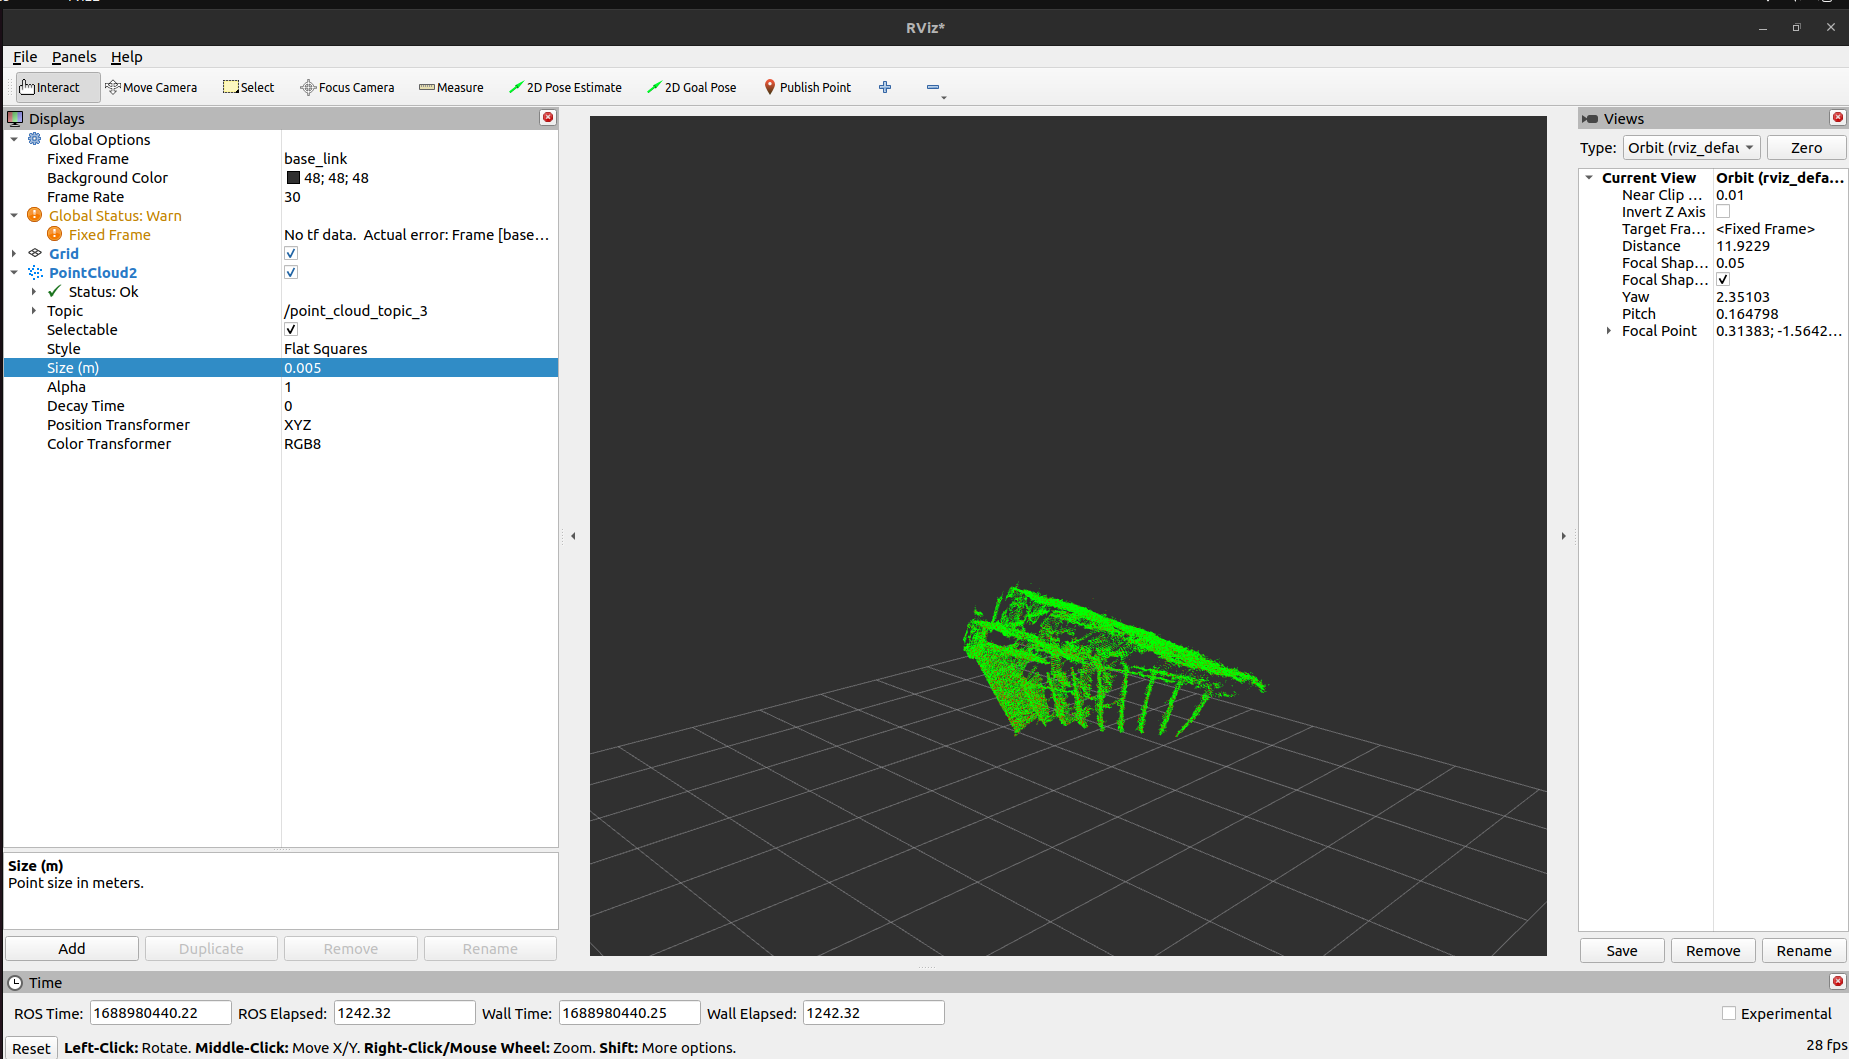 RViz*
File Panels Help
Interact Move Camera Select Focus Camera Measure 2D Pose Estimate 2D Goal Pose Publish Point
Displays
Global Options
Fixed Frame base_link
Background Color 48; 48; 48
Frame Rate 30
Global Status: Warn
Fixed Frame No tf data.  Actual error: Frame [base...
Grid
PointCloud2
Status: Ok
Topic /point_cloud_topic_3
Selectable
Style Flat Squares
Size (m) 0.005
Alpha 1
Decay Time 0
Position Transformer XYZ
Color Transformer RGB8
Size (m)
Point size in meters.
Add Duplicate Remove Rename
Views
Type: Orbit (rviz_defau Zero
Current View Orbit (rviz_defa...
Near Clip ... 0.01
Invert Z Axis
Target Fra... <Fixed Frame>
Distance 11.9229
Focal Shap... 0.05
Focal Shap...
Yaw 2.35103
Pitch 0.164798
Focal Point 0.31383; -1.5642...
Save Remove Rename
Time
ROS Time: 1688980440.22 ROS Elapsed: 1242.32 Wall Time: 1688980440.25 Wall Elapsed: 1242.32 Experimental
Reset Left-Click: Rotate. Middle-Click: Move X/Y. Right-Click/Mouse Wheel: Zoom. Shift: More options. 28 fps